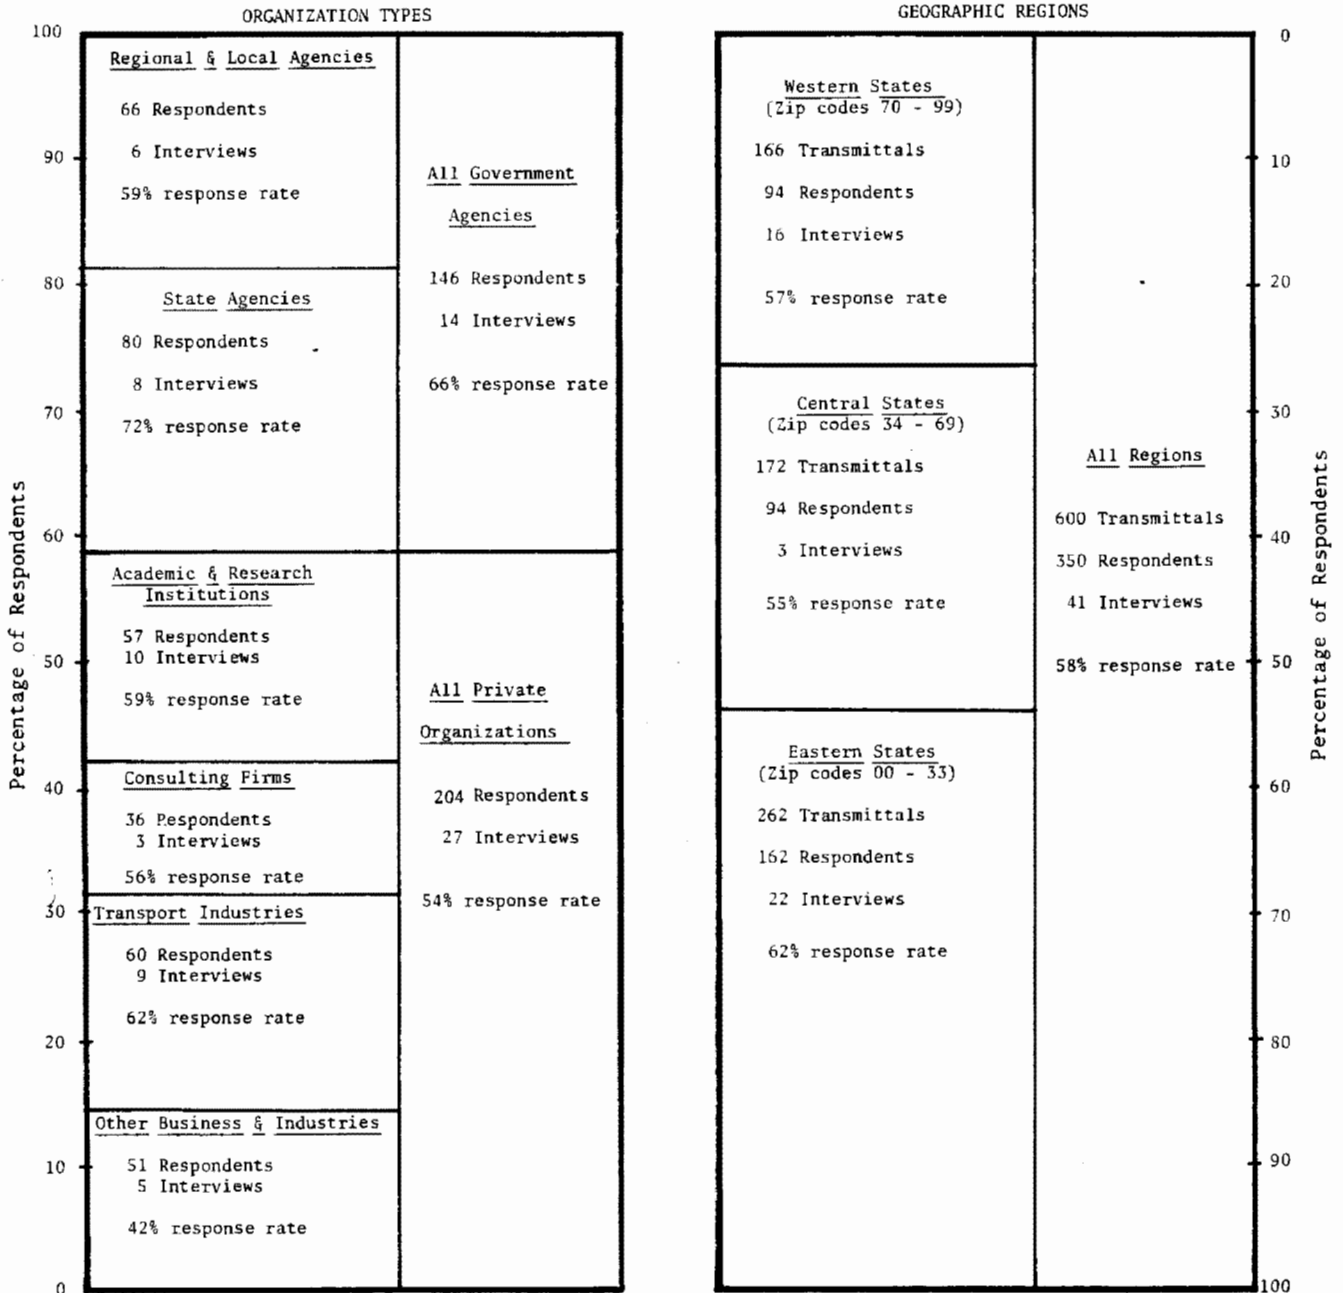 ORGANIZATION TYPES
100
90
80
70
60
50
40
30
20
10
0
Percentage of Respondents
Regional & Local Agencies
66 Respondents
6 Interviews
59% response rate
State Agencies
80 Respondents
8 Interviews
72% response rate
Academic & Research
Institutions
57 Respondents
10 Interviews
59% response rate
Consulting Firms
36 Respondents
3 Interviews
56% response rate
Transport Industries
60 Respondents
9 Interviews
62% response rate
Other Business & Industries
51 Respondents
5 Interviews
42% response rate
All Government
Agencies
146 Respondents
14 Interviews
66% response rate
All Private
Organizations
204 Respondents
27 Interviews
54% response rate
GEOGRAPHIC REGIONS
Western States
(Zip codes 70 - 99)
166 Transmittals
94 Respondents
16 Interviews
57% response rate
Central States
(Zip codes 34 - 69)
172 Transmittals
94 Respondents
3 Interviews
55% response rate
Eastern States
(Zip codes 00 - 33)
262 Transmittals
162 Respondents
22 Interviews
62% response rate
All Regions
600 Transmittals
350 Respondents
41 Interviews
58% response rate
0
10
20
30
40
50
60
70
80
90
100
Percentage of Respondents